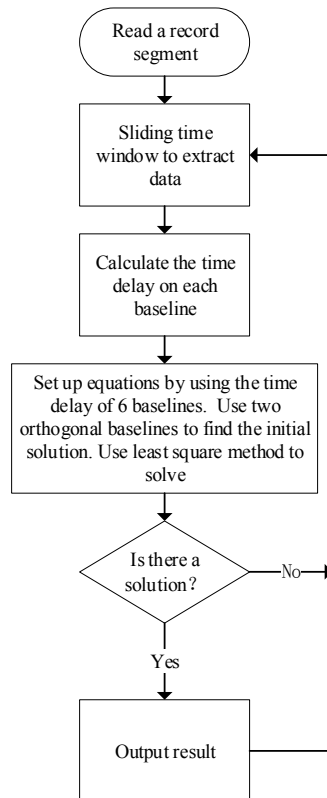 Read a record
segment
Sliding time
window to extract
data
Calculate the time
delay on each
baseline
Set up equations by using the time
delay of 6 baselines.  Use two
orthogonal baselines to find the initial
solution. Use least square method to
solve
Is there a
solution?
No
Yes
Output result